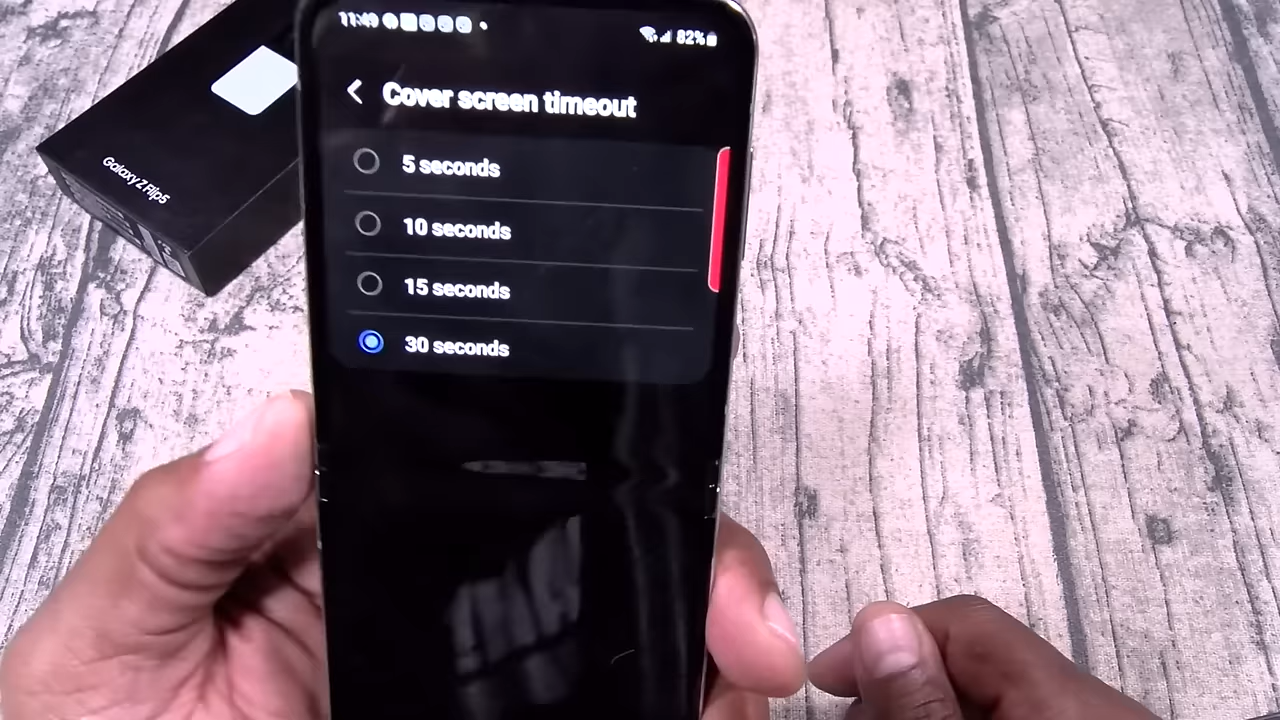 11:49
82%
Cover screen timeout
5 seconds
Galaxy Z Flip5
10 seconds
15 seconds
30 seconds